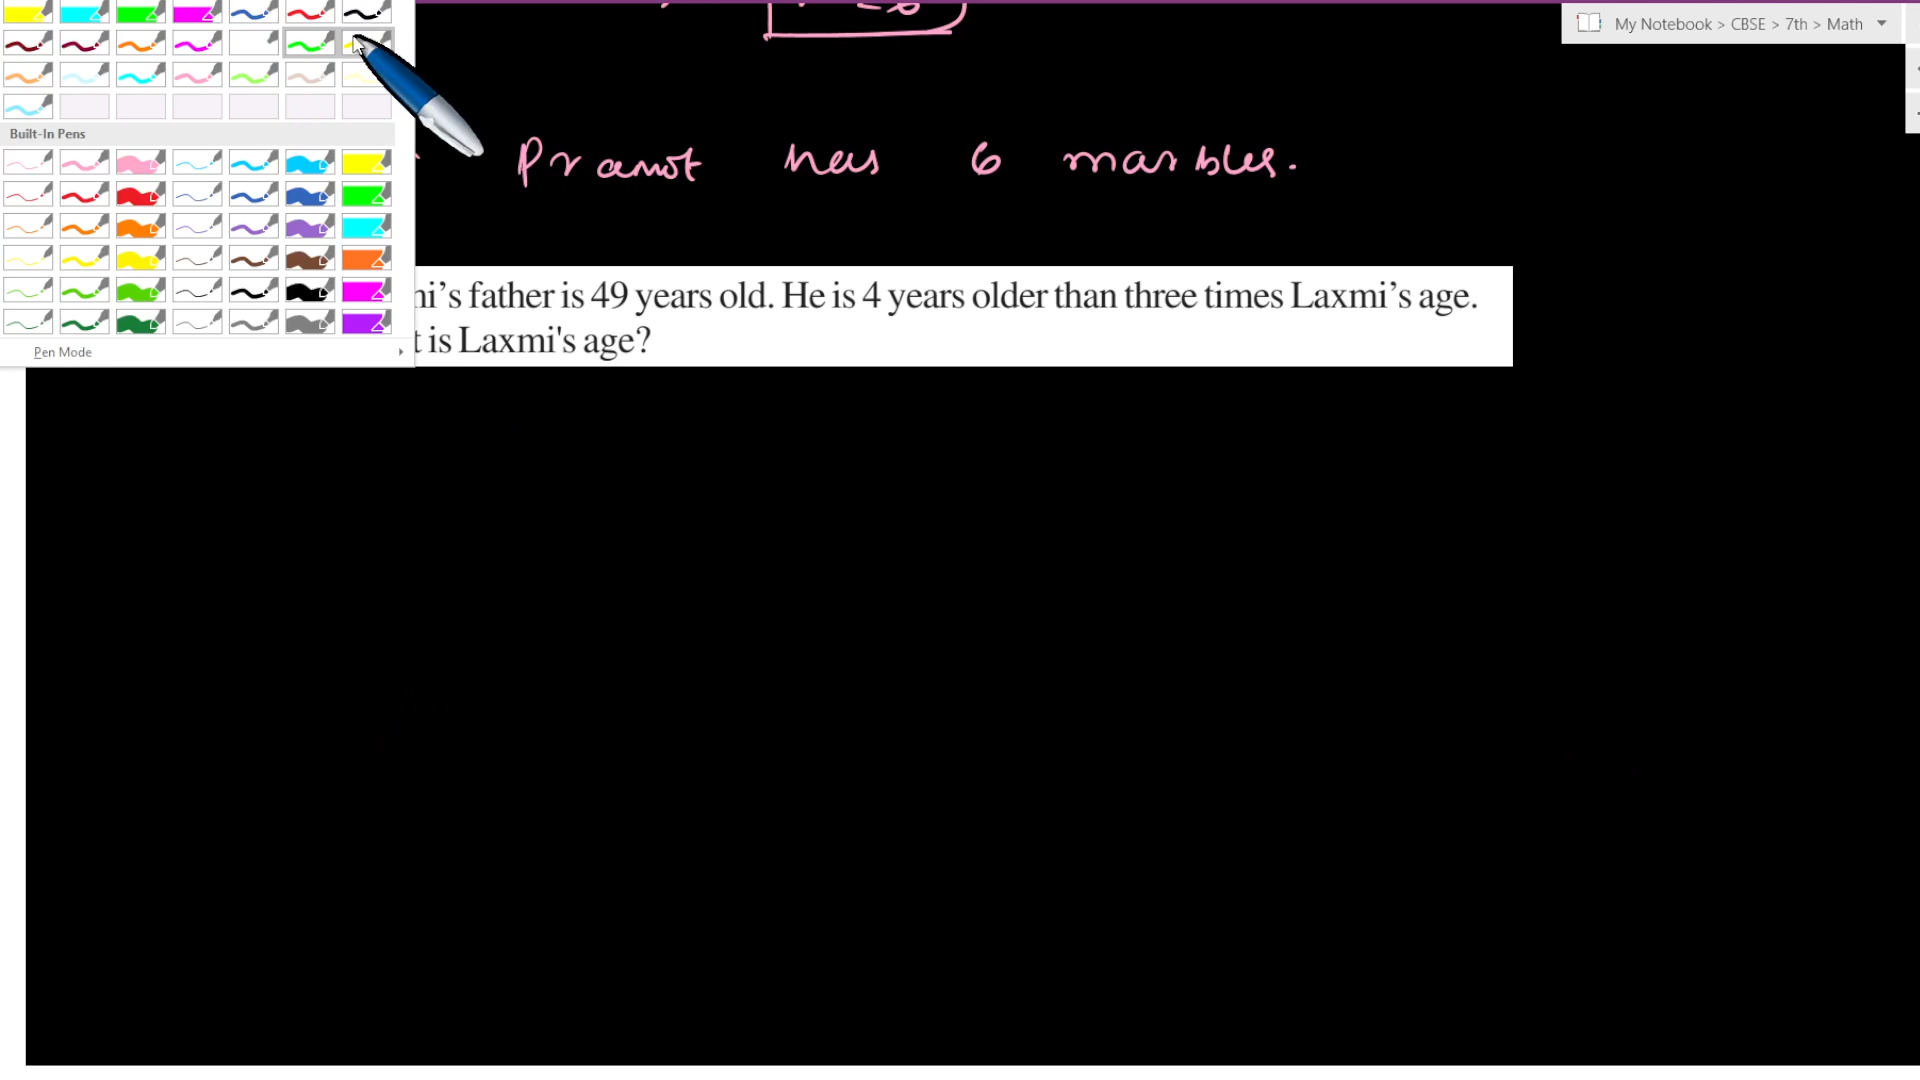 My Notebook > CBSE > 7th > Math
Pranot has 6 marbles.
Built-In Pens
ni’s father is 49 years old. He is 4 years older than three times Laxmi’s age.
t is Laxmi's age?
Pen Mode